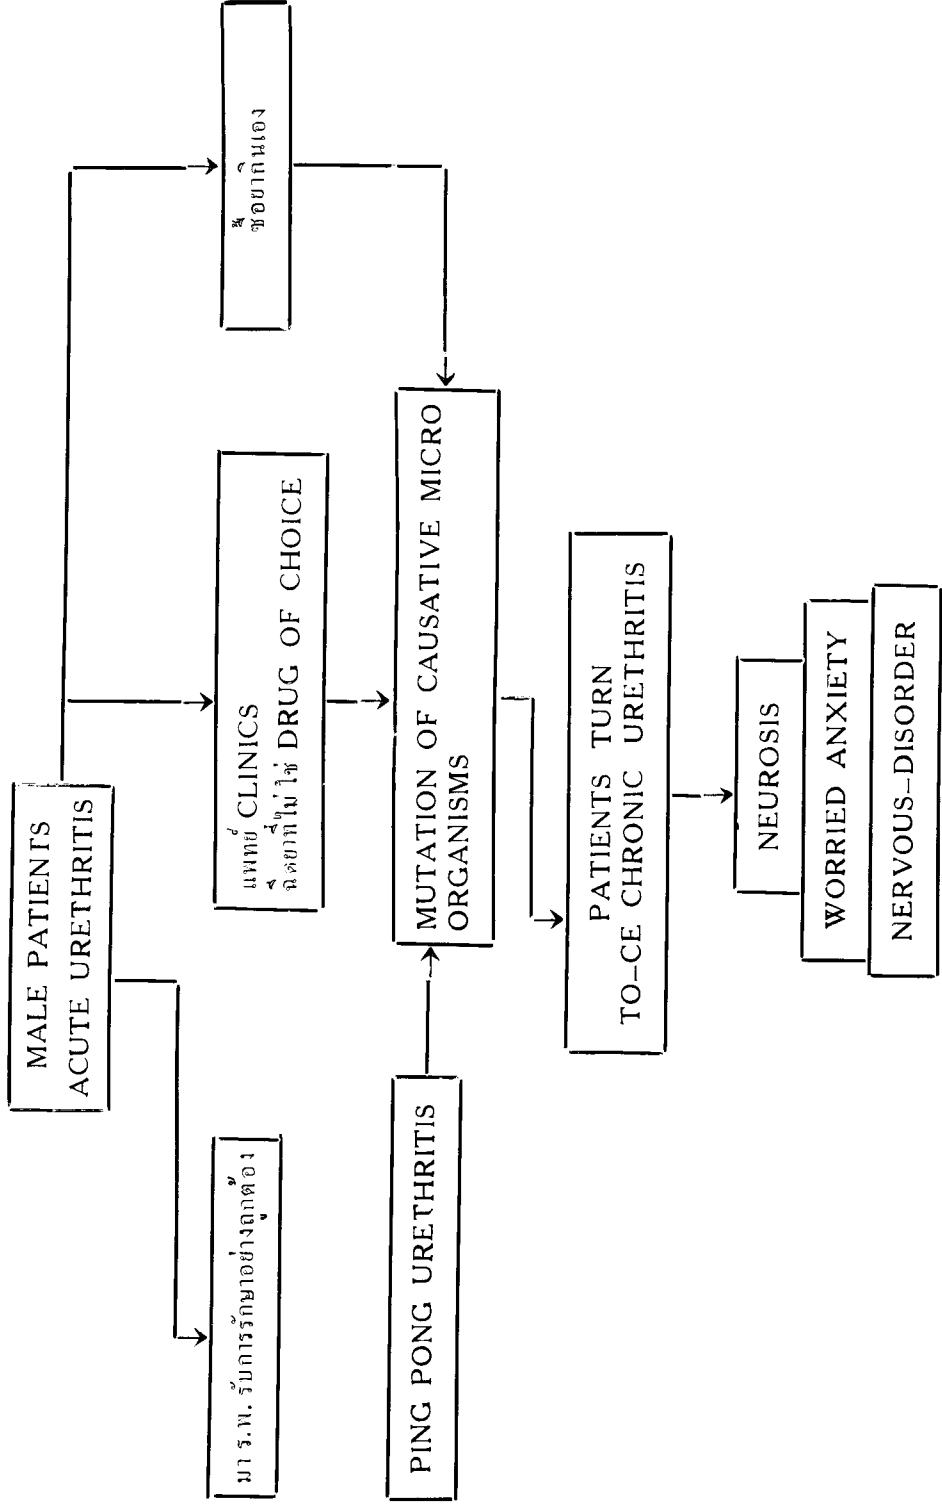 MALE PATIENTS
ACUTE URETHRITIS
มา ร.พ. รับการรักษาอย่างถูกต้อง
แพทย์ CLINICS
ฉีดยาที่ไม่ใช่ DRUG OF CHOICE
ซื้อยากินเอง
PING PONG URETHRITIS
MUTATION OF CAUSATIVE MICRO
ORGANISMS
PATIENTS TURN
TO–CE CHRONIC URETHRITIS
NEUROSIS
WORRIED ANXIETY
NERVOUS–DISORDER